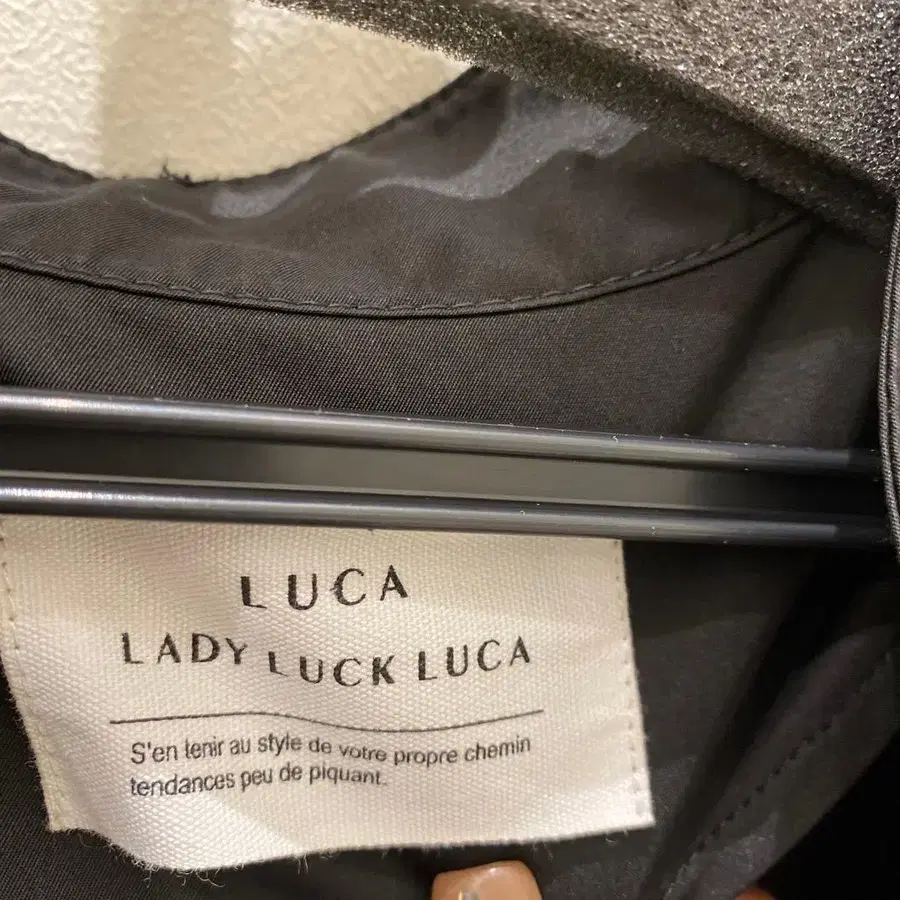 LUCA
LADY LUCK LUCA
S'en tenir au style de votre propre chemin
tendances peu de piquant.